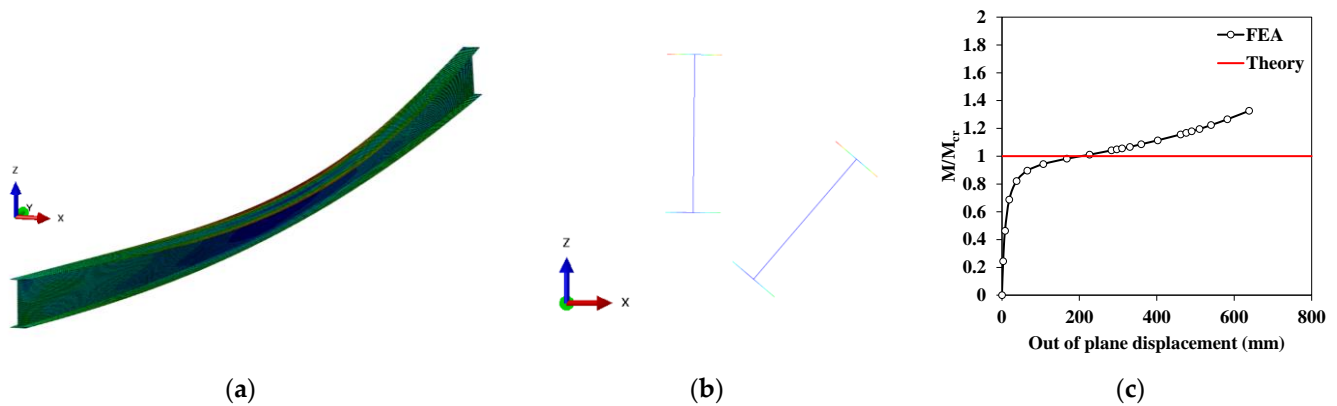 z
Y
x
(a)
z
x
(b)
2
1.8
1.6
1.4
1.2
1
0.8
0.6
0.4
0.2
0
M/Mcr
FEA
Theory
0 200 400 600 800
Out of plane displacement (mm)
(c)